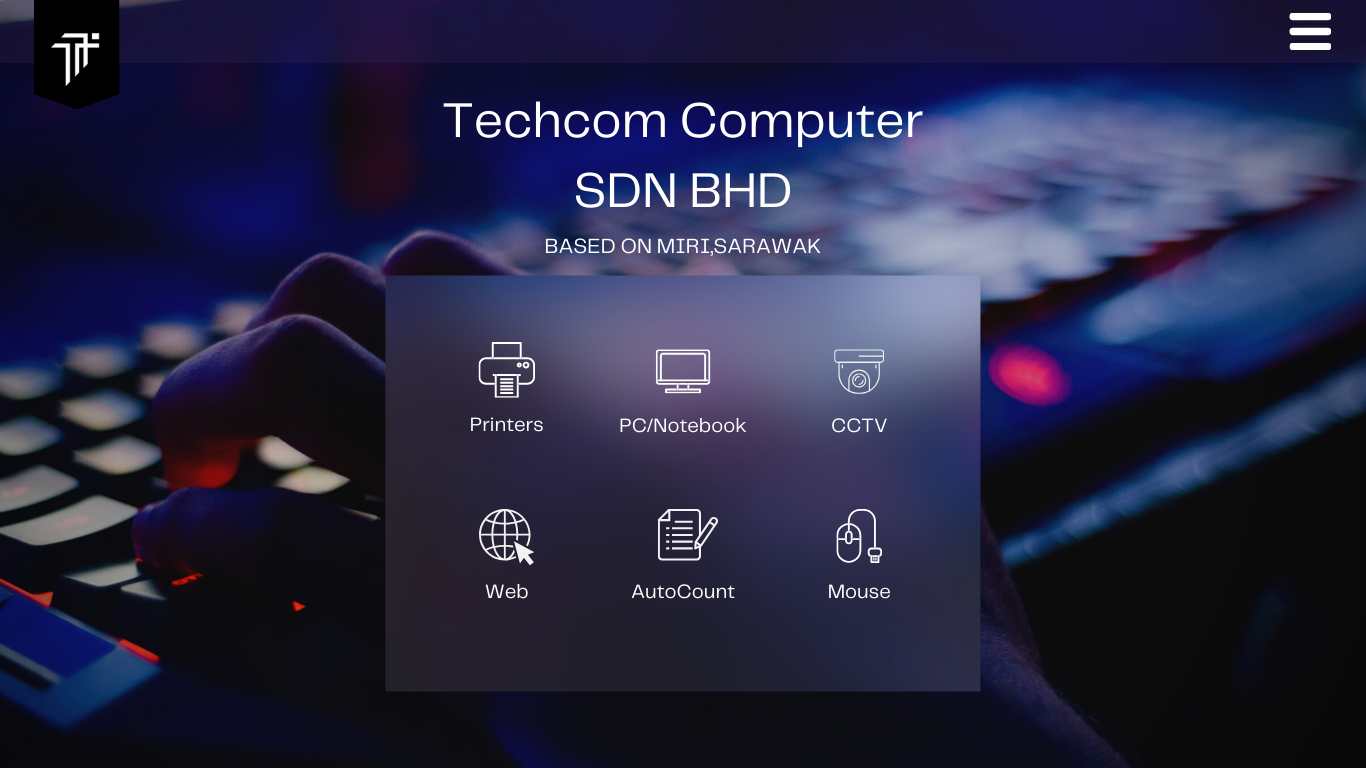 Techcom Computer
SDN BHD
BASED ON MIRI,SARAWAK
Printers
PC/Notebook
CCTV
Web
AutoCount
Mouse